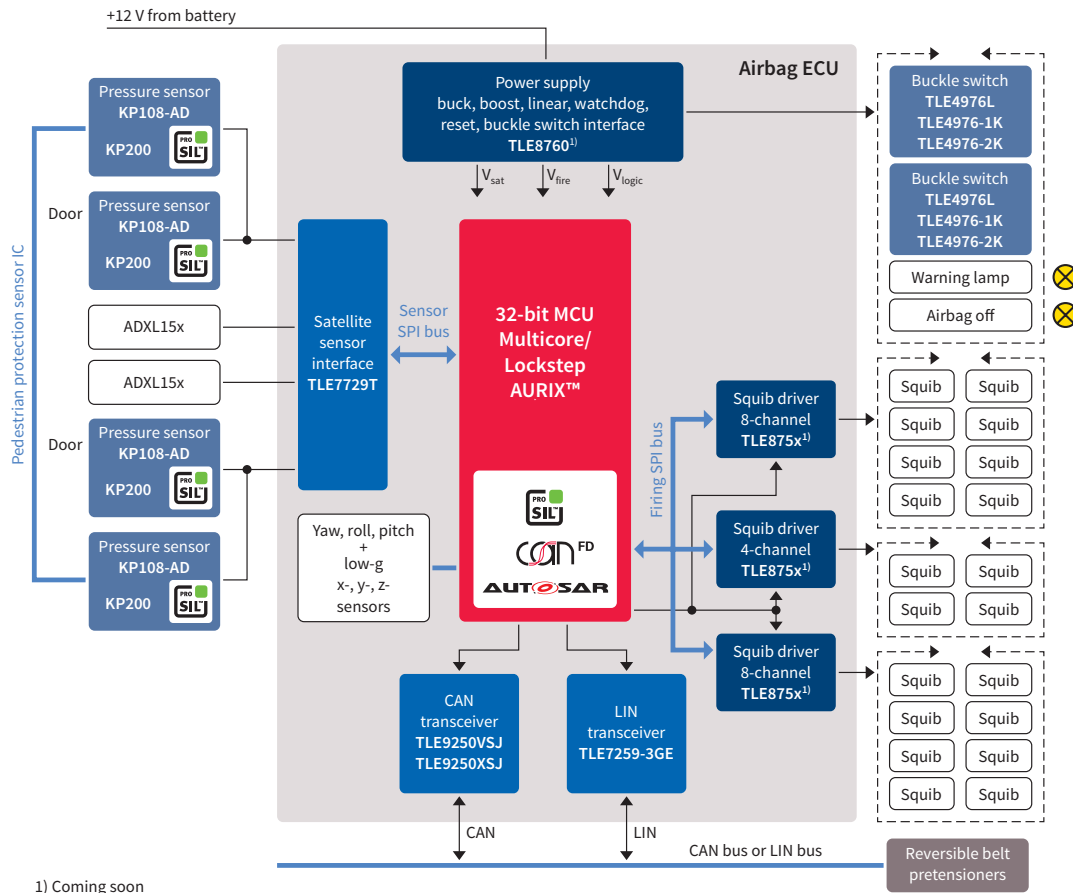 +12 V from battery
Airbag ECU
Power supply
buck, boost, linear, watchdog,
reset, buckle switch interface
TLE8760¹⁾
Vsat
Vfire
Vlogic
Pedestrian protection sensor IC
Pressure sensor
KP108-AD
KP200
PRO
SIL™
Door
Pressure sensor
KP108-AD
KP200
PRO
SIL™
ADXL15x
ADXL15x
Door
Pressure sensor
KP108-AD
KP200
PRO
SIL™
Pressure sensor
KP108-AD
KP200
PRO
SIL™
Satellite
sensor
interface
TLE7729T
Sensor
SPI bus
32-bit MCU
Multicore/
Lockstep
AURIX™
PRO
SIL™
CAN FD
AUTOSAR
Yaw, roll, pitch
+
low-g
x-, y-, z-
sensors
Firing SPI bus
Squib driver
8-channel
TLE875x¹⁾
Squib driver
4-channel
TLE875x¹⁾
Squib driver
8-channel
TLE875x¹⁾
Buckle switch
TLE4976L
TLE4976-1K
TLE4976-2K
Buckle switch
TLE4976L
TLE4976-1K
TLE4976-2K
Warning lamp
Airbag off
Squib Squib
Squib Squib
Squib Squib
Squib Squib
Squib Squib
Squib Squib
Squib Squib
Squib Squib
Squib Squib
Squib Squib
CAN
transceiver
TLE9250VSJ
TLE9250XSJ
LIN
transceiver
TLE7259-3GE
CAN
LIN
CAN bus or LIN bus
Reversible belt
pretensioners
1) Coming soon